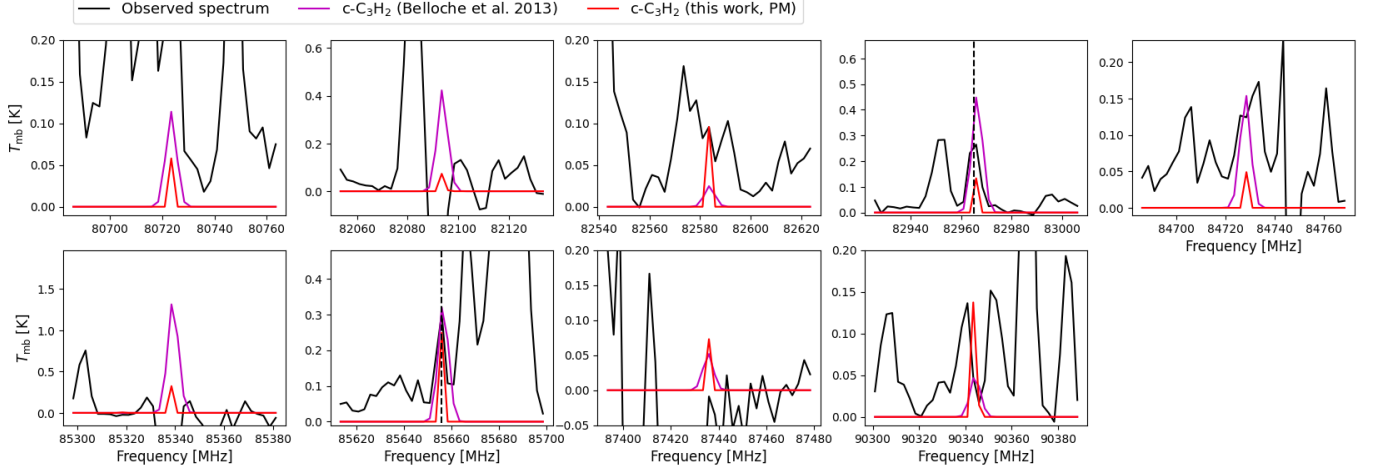 Observed spectrum c-C₃H₂ (Belloche et al. 2013) c-C₃H₂ (this work, PM)
T_mb [K]
0.20 0.15 0.10 0.05 0.00
80700 80720 80740 80760
0.6 0.4 0.2 0.0
82060 82080 82100 82120
0.20 0.15 0.10 0.05 0.00
82540 82560 82580 82600 82620
0.6 0.5 0.4 0.3 0.2 0.1 0.0
82940 82960 82980 83000
0.20 0.15 0.10 0.05 0.00
84700 84720 84740 84760
Frequency [MHz]
T_mb [K]
1.5 1.0 0.5 0.0
85300 85320 85340 85360 85380
Frequency [MHz]
0.4 0.3 0.2 0.1 0.0
85620 85640 85660 85680 85700
Frequency [MHz]
0.20 0.15 0.10 0.05 0.00 −0.05
87400 87420 87440 87460 87480
Frequency [MHz]
0.20 0.15 0.10 0.05 0.00
90300 90320 90340 90360 90380
Frequency [MHz]